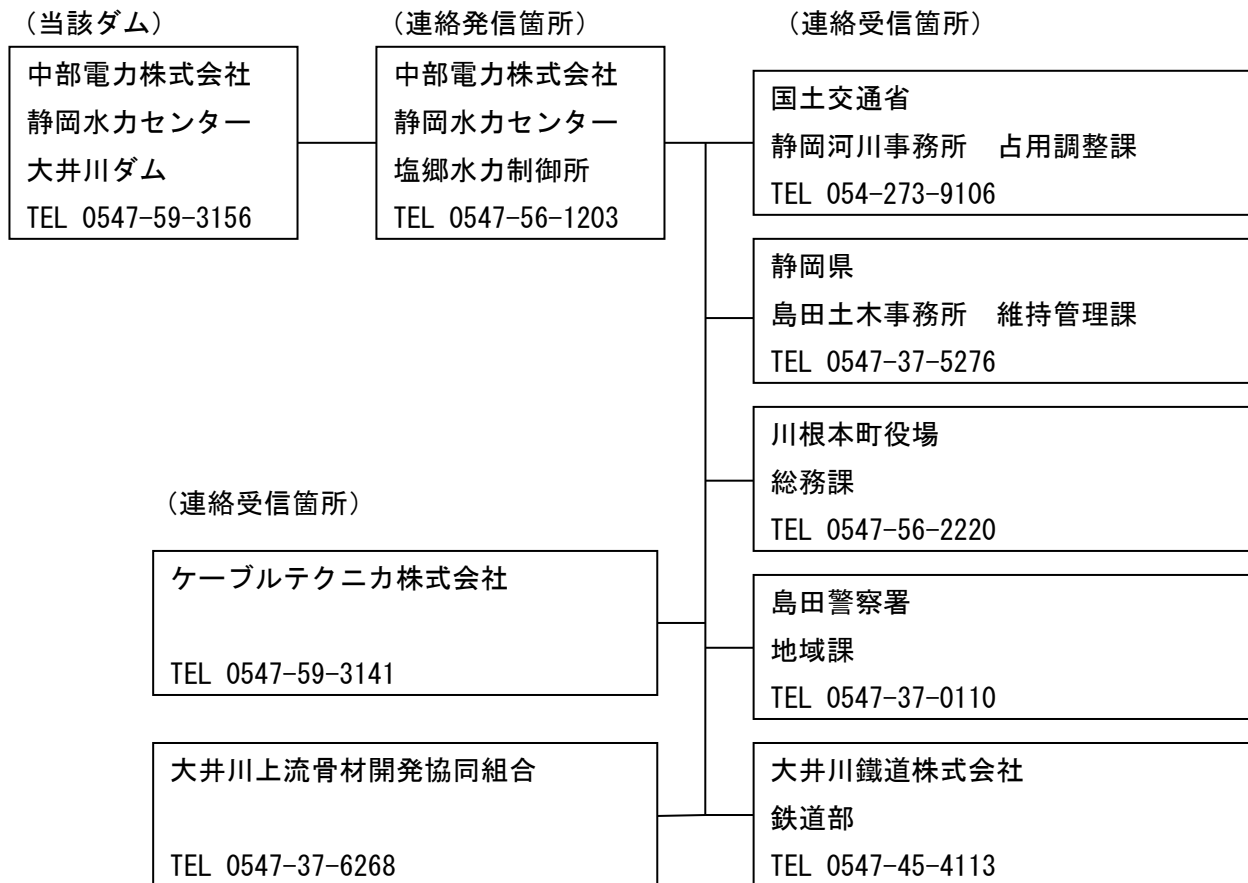 (当該ダム)
中部電力株式会社
静岡水力センター
大井川ダム
TEL 0547-59-3156
(連絡発信箇所)
中部電力株式会社
静岡水力センター
塩郷水力制御所
TEL 0547-56-1203
(連絡受信箇所)
国土交通省
静岡河川事務所　占用調整課
TEL 054-273-9106
静岡県
島田土木事務所　維持管理課
TEL 0547-37-5276
川根本町役場
総務課
TEL 0547-56-2220
島田警察署
地域課
TEL 0547-37-0110
大井川鐵道株式会社
鉄道部
TEL 0547-45-4113
(連絡受信箇所)
ケーブルテクニカ株式会社
TEL 0547-59-3141
大井川上流骨材開発協同組合
TEL 0547-37-6268